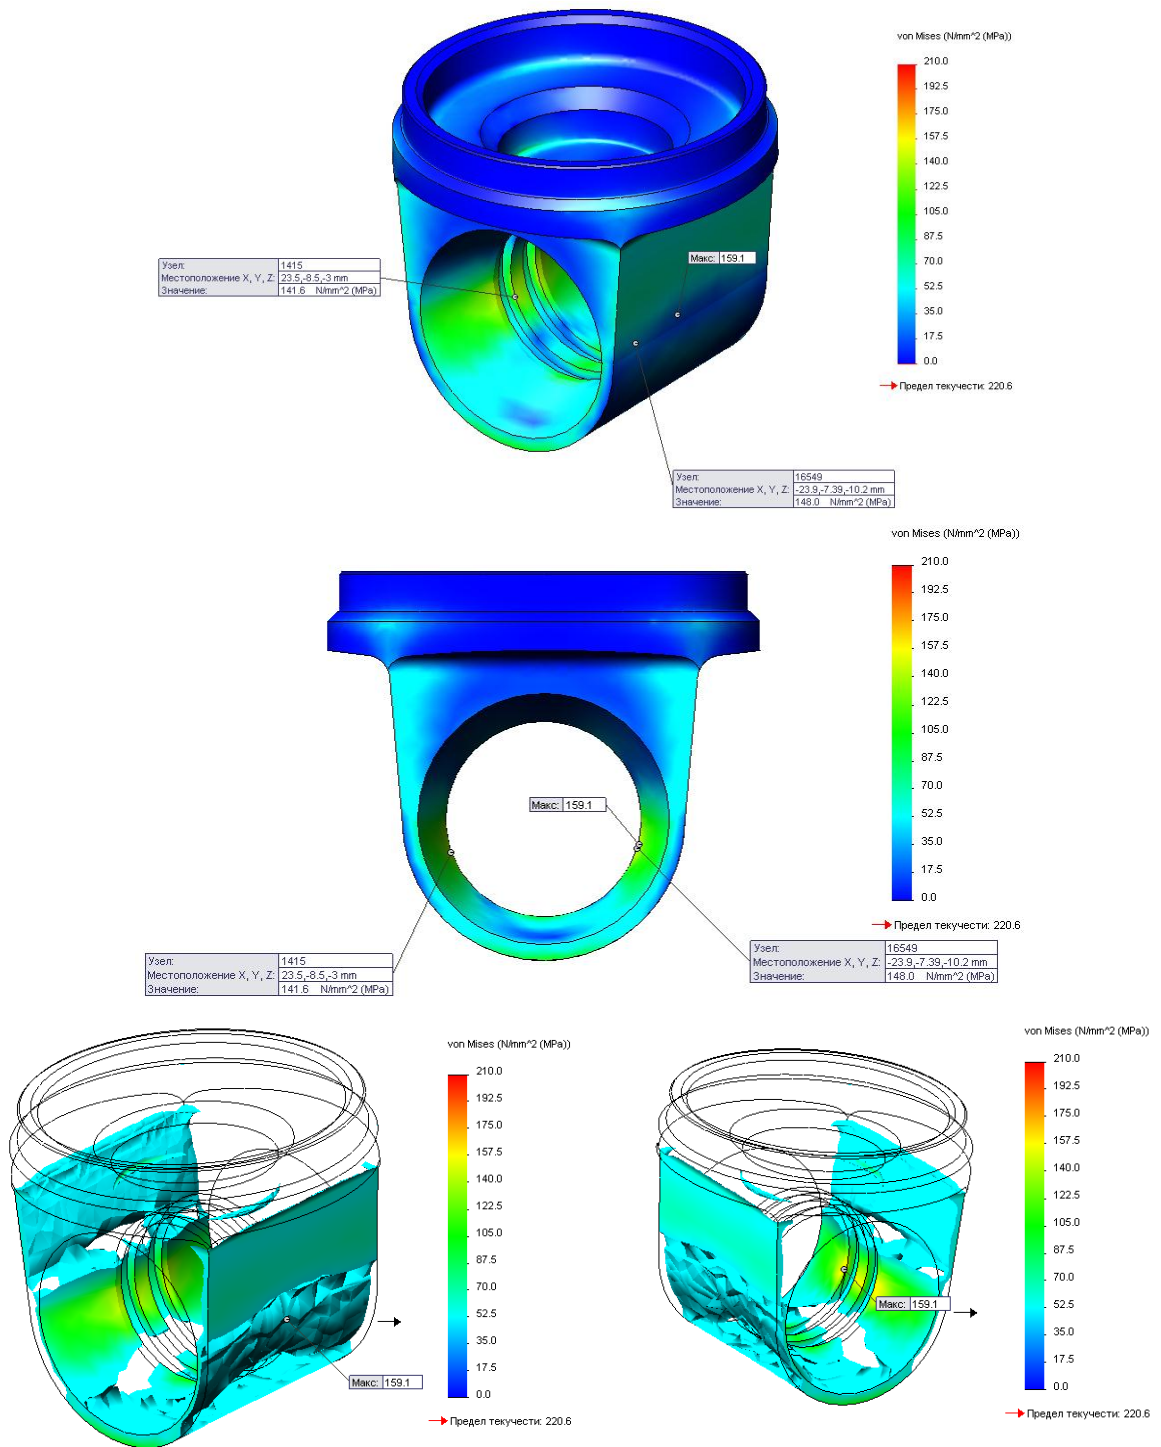 von Mises (N/mm^2 (MPa))
210.0
192.5
175.0
157.5
140.0
122.5
105.0
87.5
70.0
52.5
35.0
17.5
0.0
Предел текучести: 220.6
Узел: 1415
Местоположение X, Y, Z: 23.5,-8.5,-3 mm
Значение: 141.6 N/mm^2 (MPa)
Макс: 159.1
Узел: 16549
Местоположение X, Y, Z: -23.9,-7.39,-10.2 mm
Значение: 148.0 N/mm^2 (MPa)
von Mises (N/mm^2 (MPa))
210.0
192.5
175.0
157.5
140.0
122.5
105.0
87.5
70.0
52.5
35.0
17.5
0.0
Предел текучести: 220.6
Макс: 159.1
Узел: 1415
Местоположение X, Y, Z: 23.5,-8.5,-3 mm
Значение: 141.6 N/mm^2 (MPa)
Узел: 16549
Местоположение X, Y, Z: -23.9,-7.39,-10.2 mm
Значение: 148.0 N/mm^2 (MPa)
von Mises (N/mm^2 (MPa))
210.0
192.5
175.0
157.5
140.0
122.5
105.0
87.5
70.0
52.5
35.0
17.5
0.0
Предел текучести: 220.6
Макс: 159.1
von Mises (N/mm^2 (MPa))
210.0
192.5
175.0
157.5
140.0
122.5
105.0
87.5
70.0
52.5
35.0
17.5
0.0
Предел текучести: 220.6
Макс: 159.1